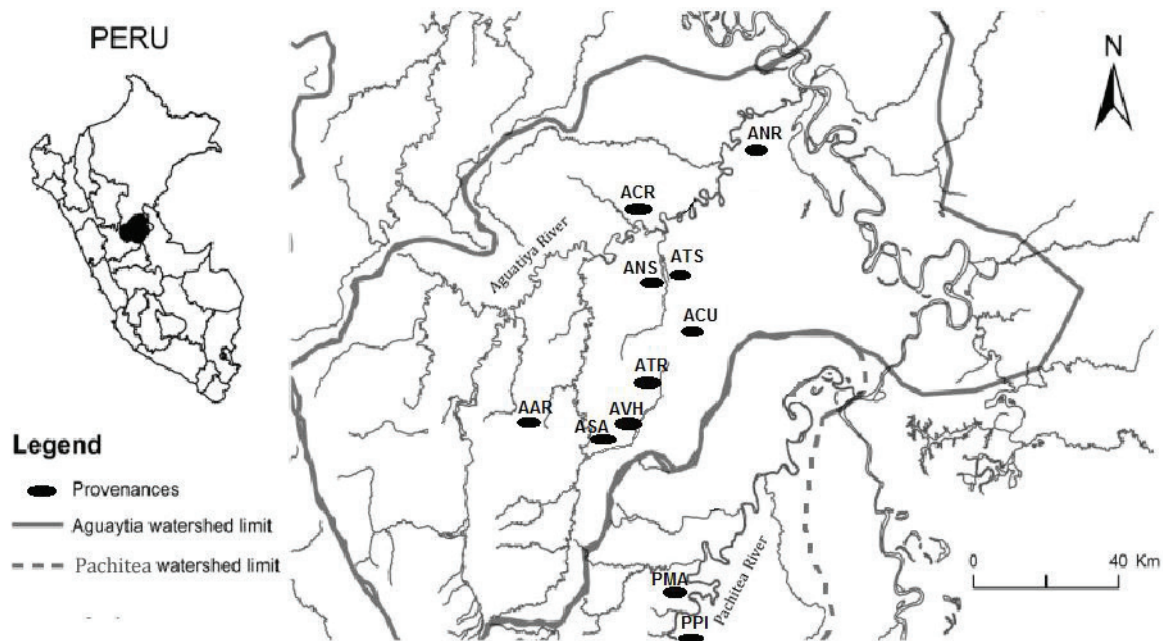 PERU
N
ANR
ACR
Aguatiya River
ANS
ATS
ACU
ATR
AAR
AVH
ASA
Legend
Provenances
Aguaytia watershed limit
Pachitea watershed limit
0 40 Km
PMA
Pachitea River
PPI